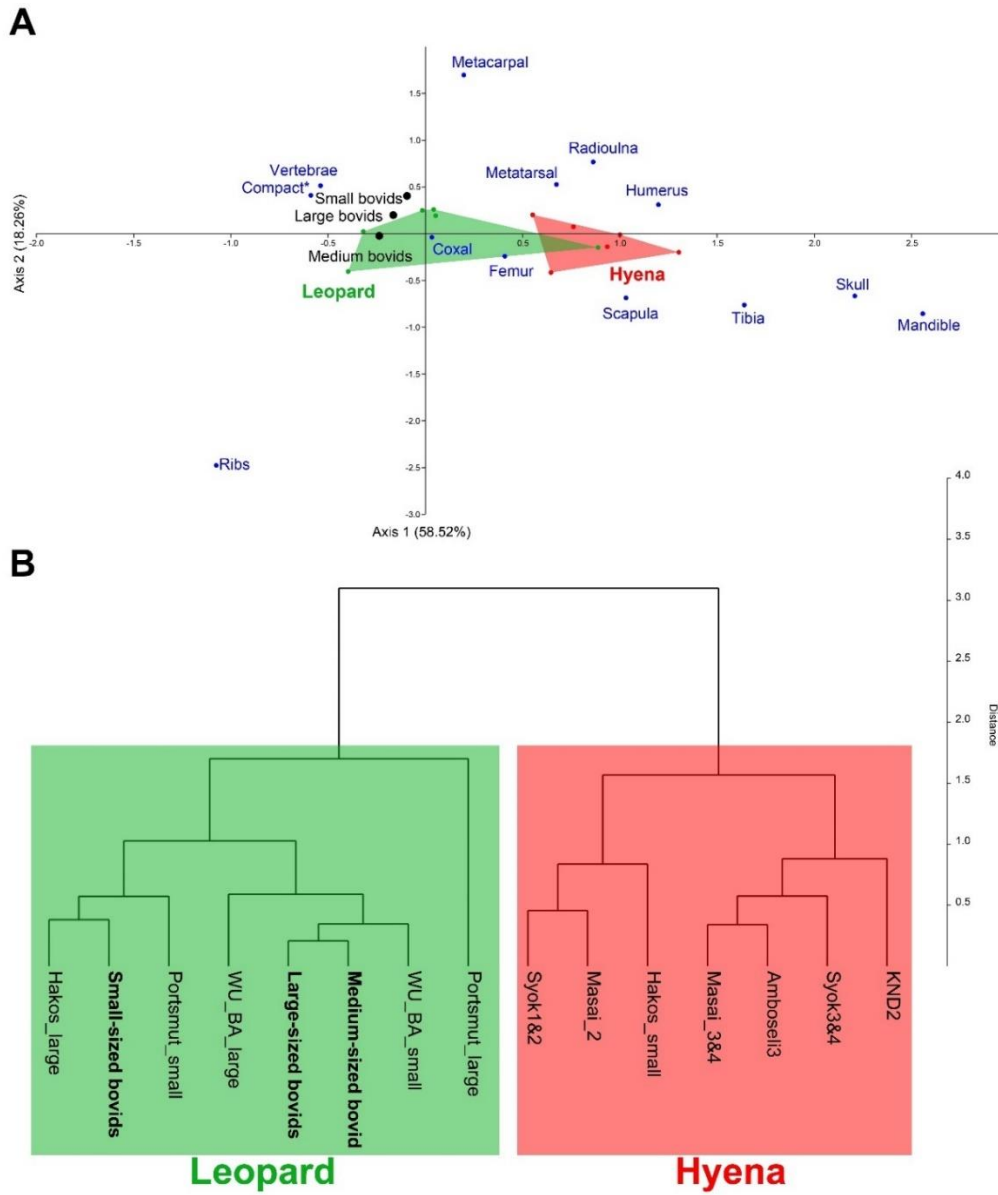 A
Metacarpal
1.5
1.0
Radioulna
Vertebrae
Metatarsal
Compact*
0.5
Small bovids
Humerus
Large bovids
-2.0
-1.5
-1.0
-0.5
0.5
1.0
1.5
2.0
2.5
Medium bovids
Coxal
Femur
Leopard
Hyena
-0.5
Scapula
Tibia
Skull
Mandible
-1.0
-1.5
-2.0
Ribs
-2.5
-3.0
Axis 1 (58.52%)
Axis 2 (18.26%)
B
4.0
3.5
3.0
2.5
2.0
1.5
1.0
0.5
Distance
Hakos_large
Small-sized bovids
Portsmut_small
WU_BA_large
Large-sized bovids
Medium-sized bovid
WU_BA_small
Portsmut_large
Syok1&2
Masai_2
Hakos_small
Masai_3&4
Amboseli3
Syok3&4
KND2
Leopard
Hyena